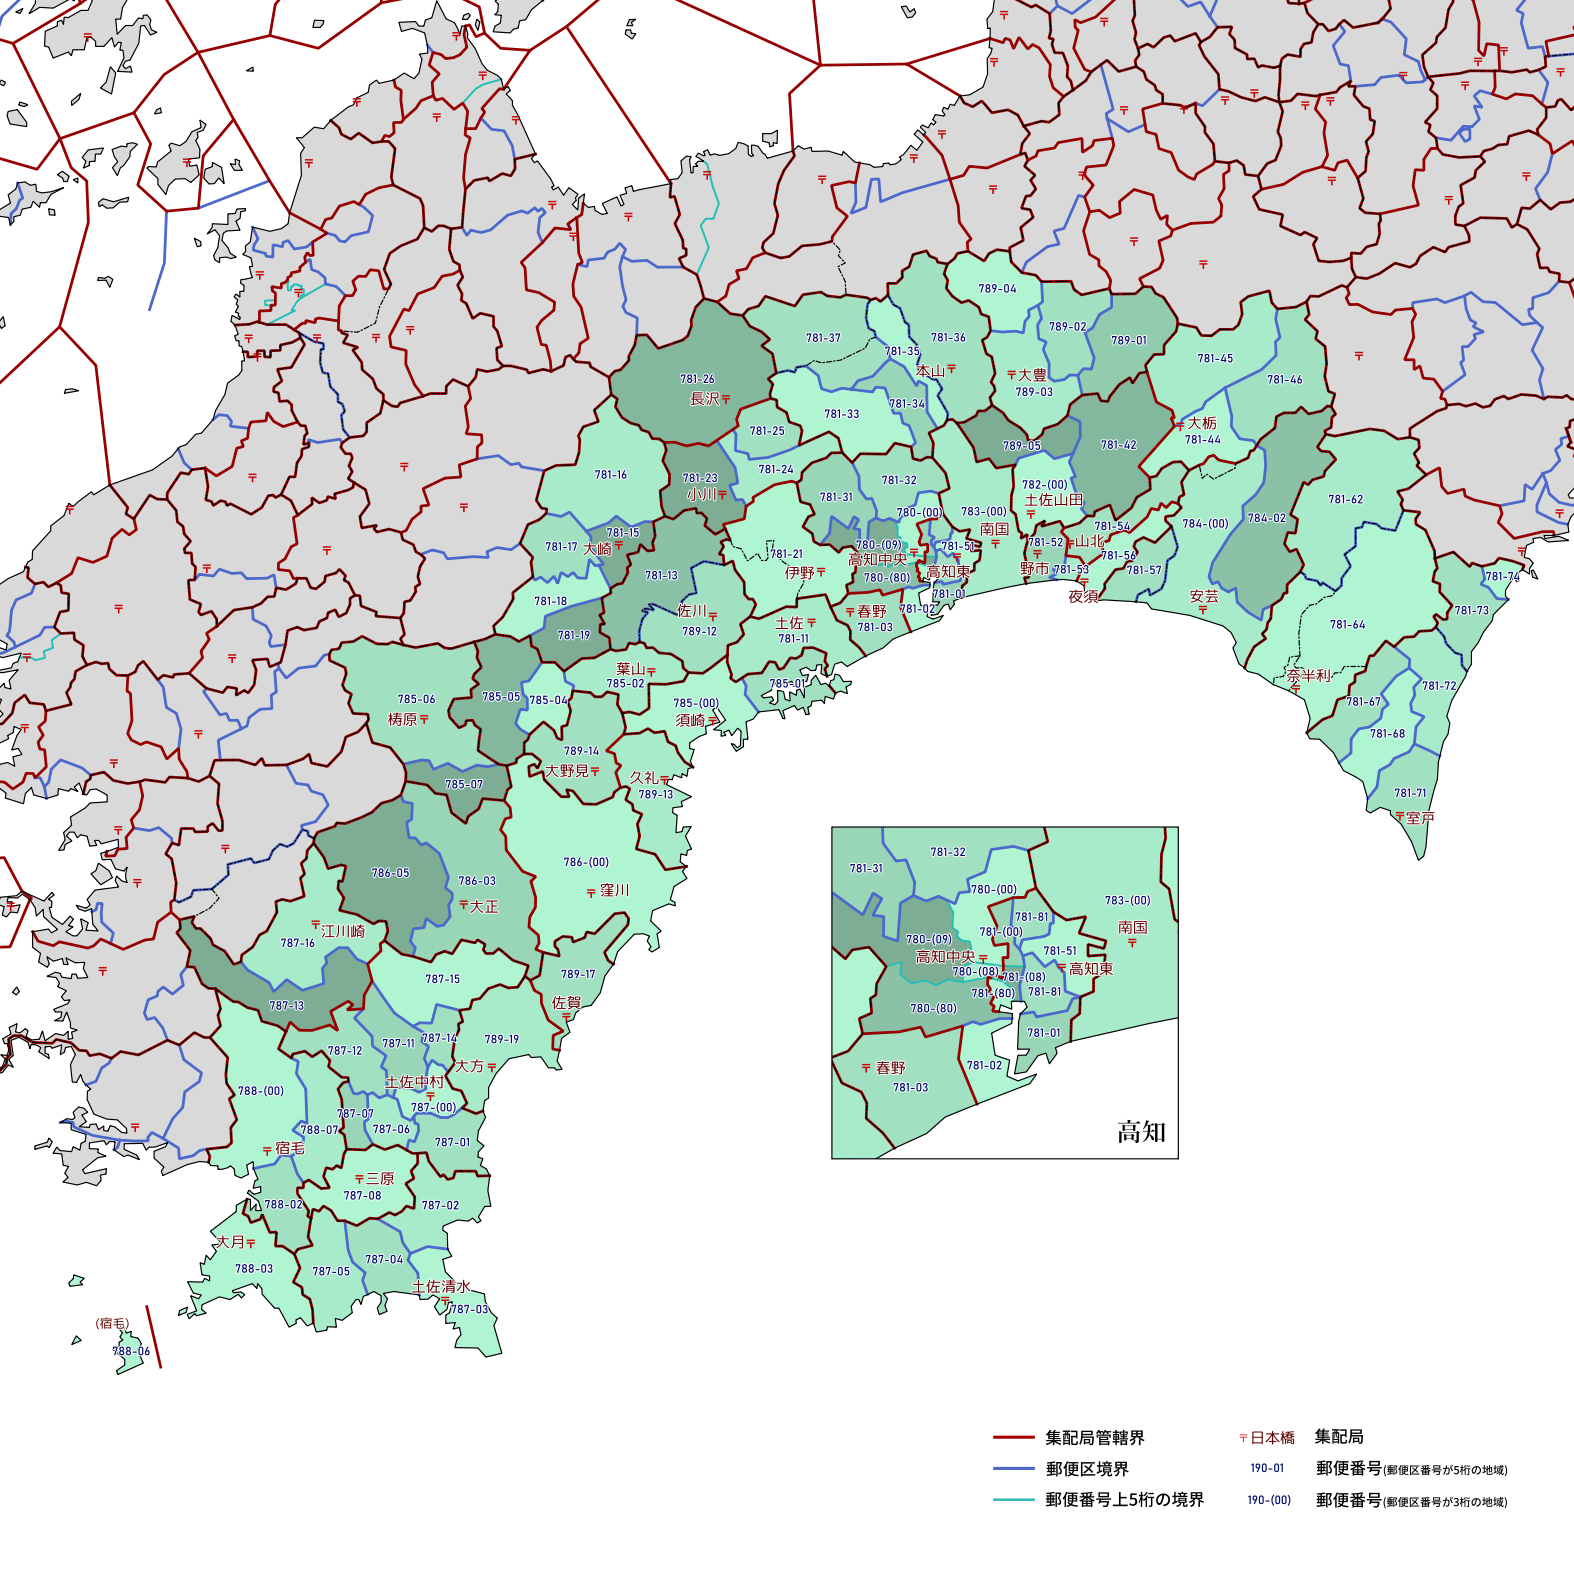 789-04
789-02
781-37
781-36
789-01
781-35
781-45
本山〒
〒大豊
781-26
789-03
781-46
長沢〒
781-34
781-33
〒大栃
781-25
781-44
789-05
781-42
781-24
781-16
781-23
781-32
782-(00)
小川〒
781-31
土佐山田
〒
781-62
780-(00)
783-(00)
784-02
784-(00)
781-54
南国
〒
781-15
781-17
大崎〒
780-(09)
781-51
781-52
〒山北
781-21
高知中央〒
781-56
伊野〒
高知東
〒
野市
〒
781-53
781-57
781-13
780-(80)
781-74
夜須
〒
安芸
〒
781-18
781-01
781-02
佐川〒
〒春野
781-73
土佐〒
781-64
789-12
781-03
781-19
781-11
葉山〒
奈半利
〒
785-02
785-01
781-72
785-06
785-05
785-04
785-(00)
781-67
梼原〒
須崎〒
781-68
789-14
大野見〒
久礼〒
785-07
789-13
781-71
〒室戸
786-05
786-(00)
786-03
〒窪川
〒大正
〒江川崎
787-16
789-17
787-15
佐賀
〒
787-13
787-14
789-19
787-11
787-12
大方〒
土佐中村
〒
788-(00)
787-(00)
787-07
788-07
787-06
787-01
〒宿毛
〒三原
787-08
788-02
787-02
大月〒
787-04
788-03
787-05
土佐清水
〒
787-03
(宿毛)
788-06
781-32
781-31
780-(00)
783-(00)
781-81
南国
〒
781-(00)
780-(09)
781-51
高知中央〒
〒高知東
780-(08)
781-(08)
781-(80)
781-81
780-(80)
781-01
781-02
〒春野
781-03
高知
集配局管轄界
〒日本橋 集配局
郵便区境界
190-01 郵便番号(郵便区番号が5桁の地域)
郵便番号上5桁の境界
190-(00) 郵便番号(郵便区番号が3桁の地域)